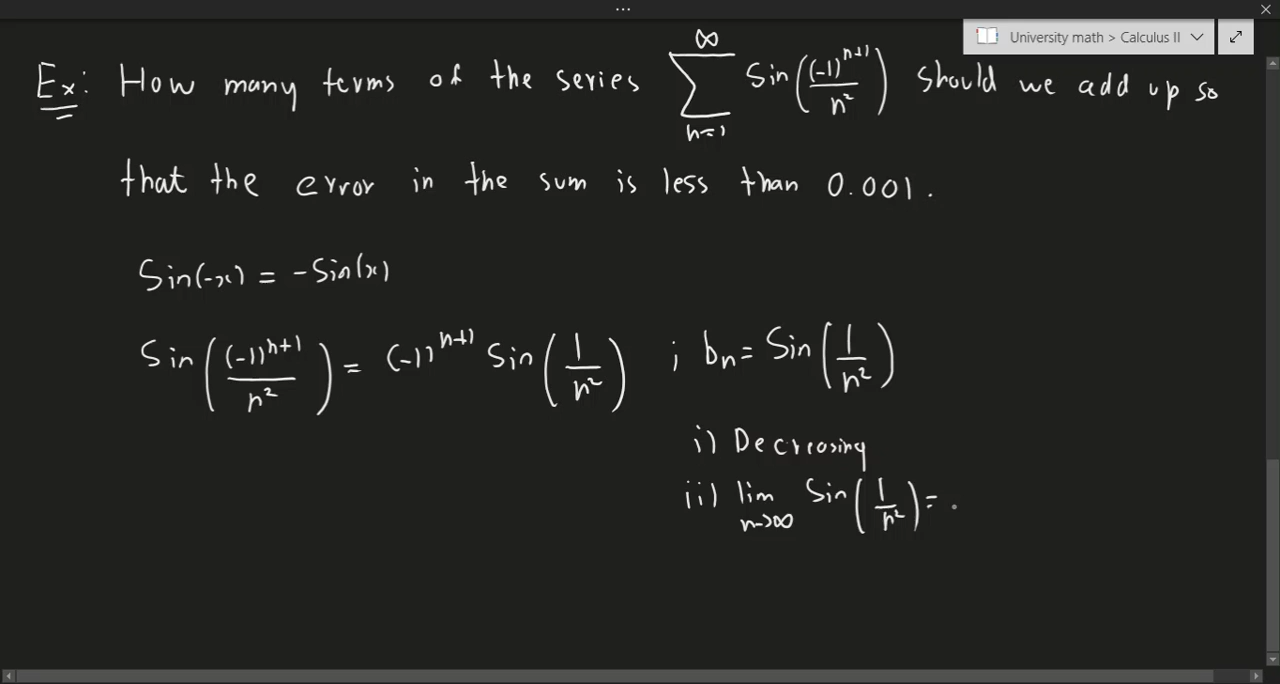 ...
University math > Calculus II
Ex: How many terms of the series ∑_{n=1}^{∞} Sin((-1)^{n+1}/n²) should we add up so
that the error in the sum is less than 0.001.
Sin(-x) = -Sin(x)
Sin((-1)^{n+1}/n²) = (-1)^{n+1} Sin(1/n²) ; bₙ = Sin(1/n²)
i) Decreasing
ii) lim_{n→∞} Sin(1/n²) =